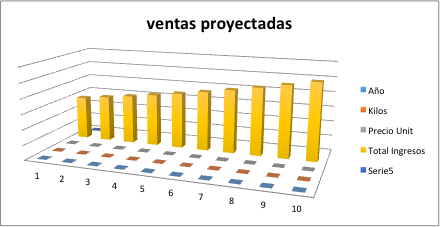 ventas proyectadas
Año
Kilos
Precio Unit
Total Ingresos
Serie5
1 2 3 4 5 6 7 8 9 10